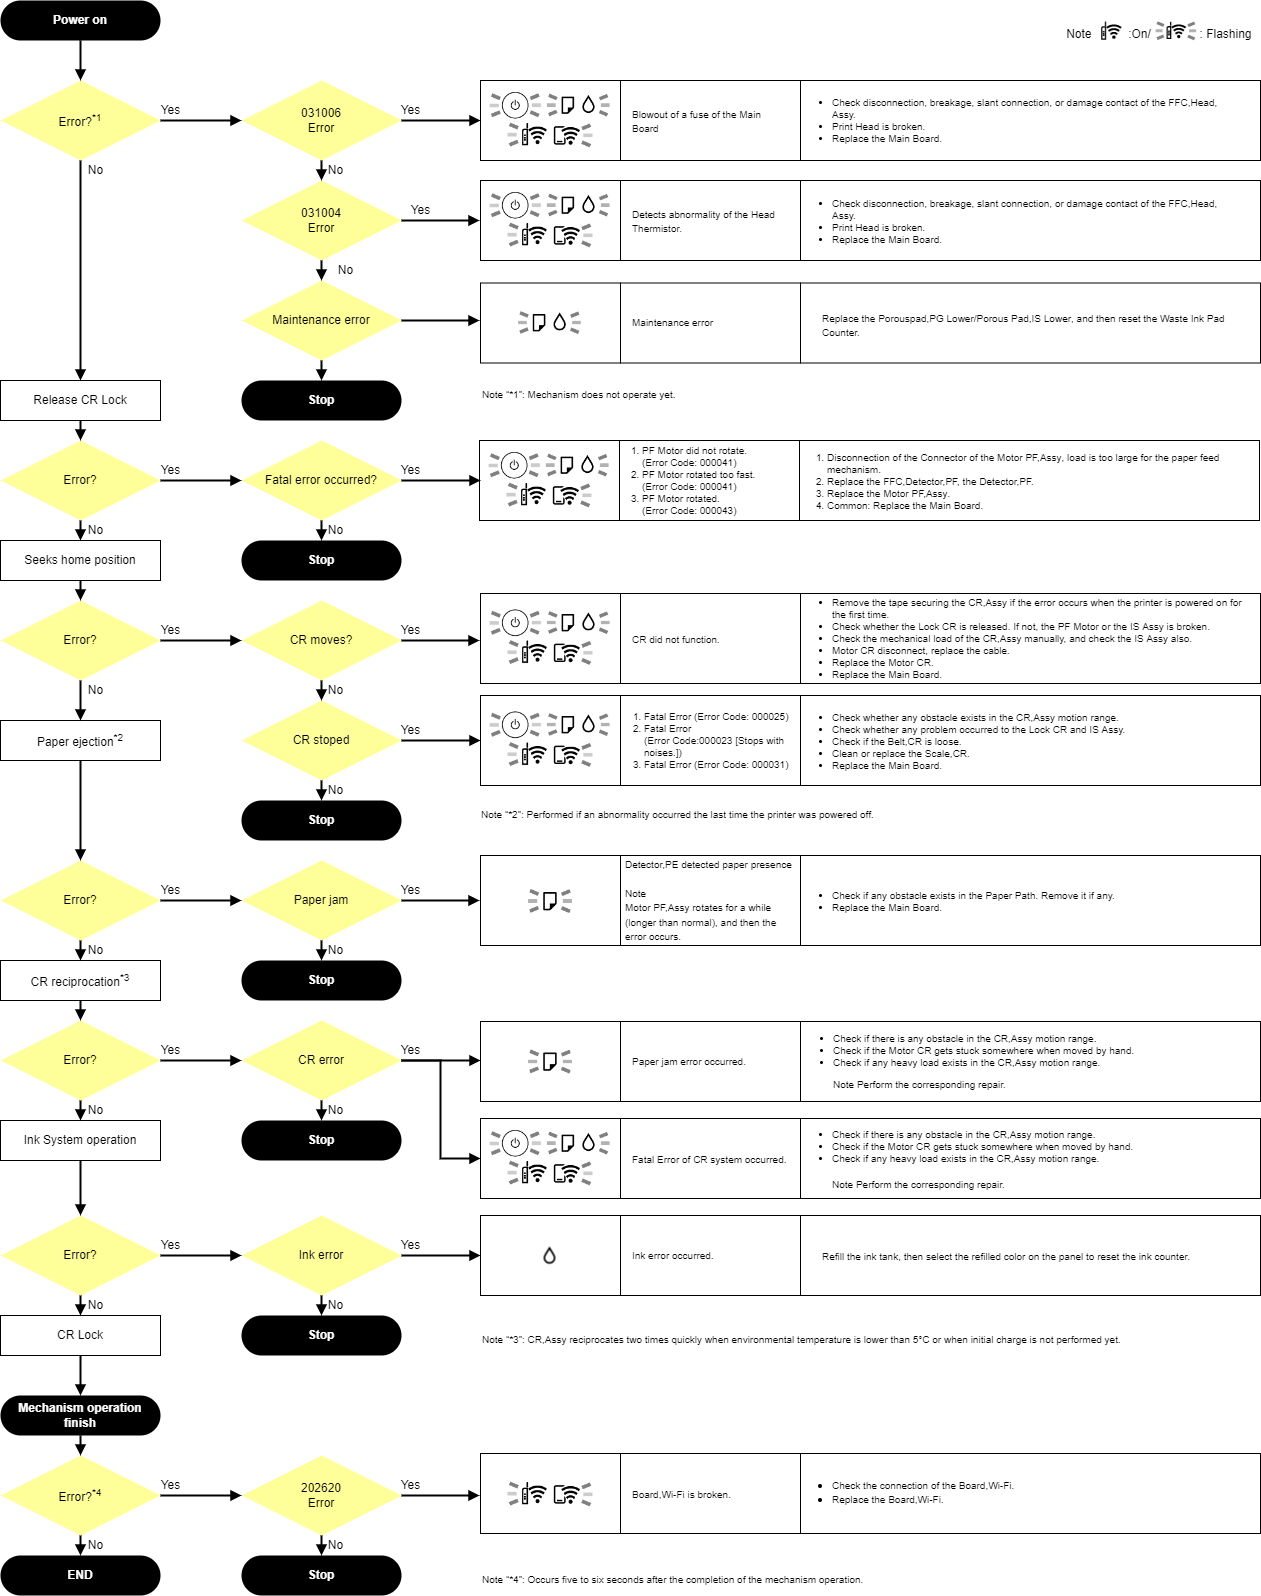 Power on
Note :On/ : Flashing
Error?*1
Yes
031006
Error
Yes
Blowout of a fuse of the Main
Board
• Check disconnection, breakage, slant connection, or damage contact of the FFC,Head,
Assy.
• Print Head is broken.
• Replace the Main Board.
No
No
031004
Error
Yes
Detects abnormality of the Head
Thermistor.
• Check disconnection, breakage, slant connection, or damage contact of the FFC,Head,
Assy.
• Print Head is broken.
• Replace the Main Board.
No
Maintenance error
Maintenance error
Replace the Porouspad,PG Lower/Porous Pad,IS Lower, and then reset the Waste Ink Pad
Counter.
Release CR Lock
Stop
Note “*1”: Mechanism does not operate yet.
Error?
Yes
Fatal error occurred?
Yes
1. PF Motor did not rotate.
(Error Code: 000041)
2. PF Motor rotated too fast.
(Error Code: 000041)
3. PF Motor rotated.
(Error Code: 000043)
1. Disconnection of the Connector of the Motor PF,Assy, load is too large for the paper feed
mechanism.
2. Replace the FFC,Detector,PF, the Detector,PF.
3. Replace the Motor PF,Assy.
4. Common: Replace the Main Board.
No
No
Seeks home position
Stop
Error?
Yes
CR moves?
Yes
CR did not function.
• Remove the tape securing the CR,Assy if the error occurs when the printer is powered on for
the first time.
• Check whether the Lock CR is released. If not, the PF Motor or the IS Assy is broken.
• Check the mechanical load of the CR,Assy manually, and check the IS Assy also.
• Motor CR disconnect, replace the cable.
• Replace the Motor CR.
• Replace the Main Board.
No
No
Paper ejection*2
CR stoped
Yes
1. Fatal Error (Error Code: 000025)
2. Fatal Error
(Error Code:000023 [Stops with
noises.])
3. Fatal Error (Error Code: 000031)
• Check whether any obstacle exists in the CR,Assy motion range.
• Check whether any problem occurred to the Lock CR and IS Assy.
• Check if the Belt,CR is loose.
• Clean or replace the Scale,CR.
• Replace the Main Board.
No
Stop
Note “*2”: Performed if an abnormality occurred the last time the printer was powered off.
Error?
Yes
Paper jam
Yes
Detector,PE detected paper presence
Note
Motor PF,Assy rotates for a while
(longer than normal), and then the
error occurs.
• Check if any obstacle exists in the Paper Path. Remove it if any.
• Replace the Main Board.
No
No
CR reciprocation*3
Stop
Error?
Yes
CR error
Yes
Paper jam error occurred.
• Check if there is any obstacle in the CR,Assy motion range.
• Check if the Motor CR gets stuck somewhere when moved by hand.
• Check if any heavy load exists in the CR,Assy motion range.
Note Perform the corresponding repair.
No
No
Ink System operation
Stop
Fatal Error of CR system occurred.
• Check if there is any obstacle in the CR,Assy motion range.
• Check if the Motor CR gets stuck somewhere when moved by hand.
• Check if any heavy load exists in the CR,Assy motion range.
Note Perform the corresponding repair.
Error?
Yes
Ink error
Yes
Ink error occurred.
Refill the ink tank, then select the refilled color on the panel to reset the ink counter.
No
No
CR Lock
Stop
Note “*3”: CR,Assy reciprocates two times quickly when environmental temperature is lower than 5°C or when initial charge is not performed yet.
Mechanism operation
finish
Error?*4
Yes
202620
Error
Yes
Board,Wi-Fi is broken.
• Check the connection of the Board,Wi-Fi.
• Replace the Board,Wi-Fi.
No
No
END
Stop
Note “*4”: Occurs five to six seconds after the completion of the mechanism operation.